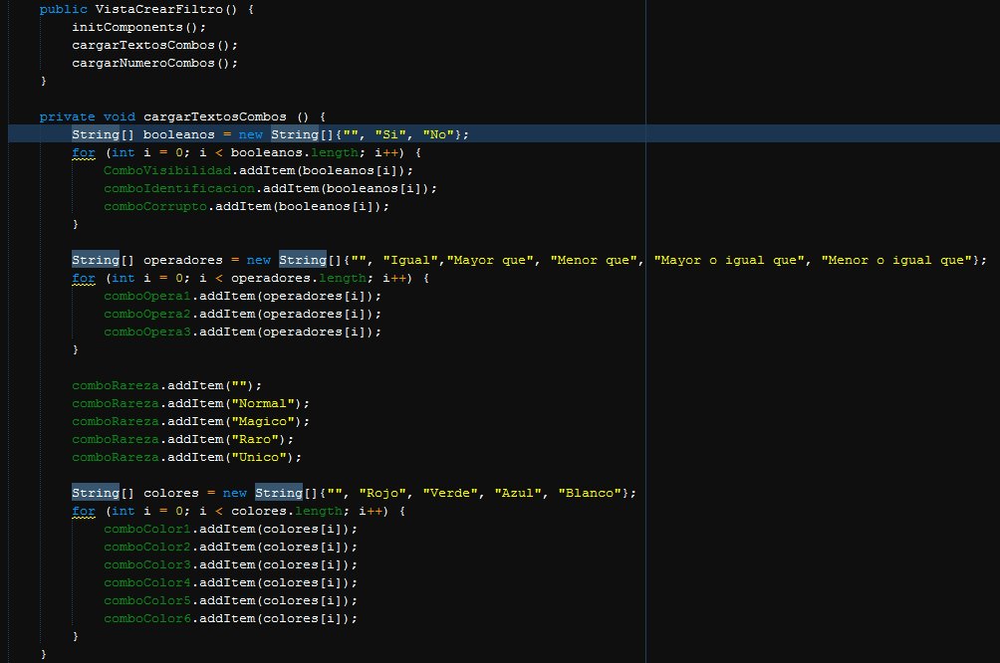 public VistaCrearFiltro() {
initComponents();
cargarTextosCombos();
cargarNumeroCombos();
}
private void cargarTextosCombos () {
String[] booleanos = new String[]{"", "Si", "No"};
for (int i = 0; i < booleanos.length; i++) {
ComboVisibilidad.addItem(booleanos[i]);
comboIdentificacion.addItem(booleanos[i]);
comboCorrupto.addItem(booleanos[i]);
}
String[] operadores = new String[]{"", "Igual","Mayor que", "Menor que", "Mayor o igual que", "Menor o igual que"};
for (int i = 0; i < operadores.length; i++) {
comboOpera1.addItem(operadores[i]);
comboOpera2.addItem(operadores[i]);
comboOpera3.addItem(operadores[i]);
}
comboRareza.addItem("");
comboRareza.addItem("Normal");
comboRareza.addItem("Magico");
comboRareza.addItem("Raro");
comboRareza.addItem("Unico");
String[] colores = new String[]{"", "Rojo", "Verde", "Azul", "Blanco"};
for (int i = 0; i < colores.length; i++) {
comboColor1.addItem(colores[i]);
comboColor2.addItem(colores[i]);
comboColor3.addItem(colores[i]);
comboColor4.addItem(colores[i]);
comboColor5.addItem(colores[i]);
comboColor6.addItem(colores[i]);
}
}